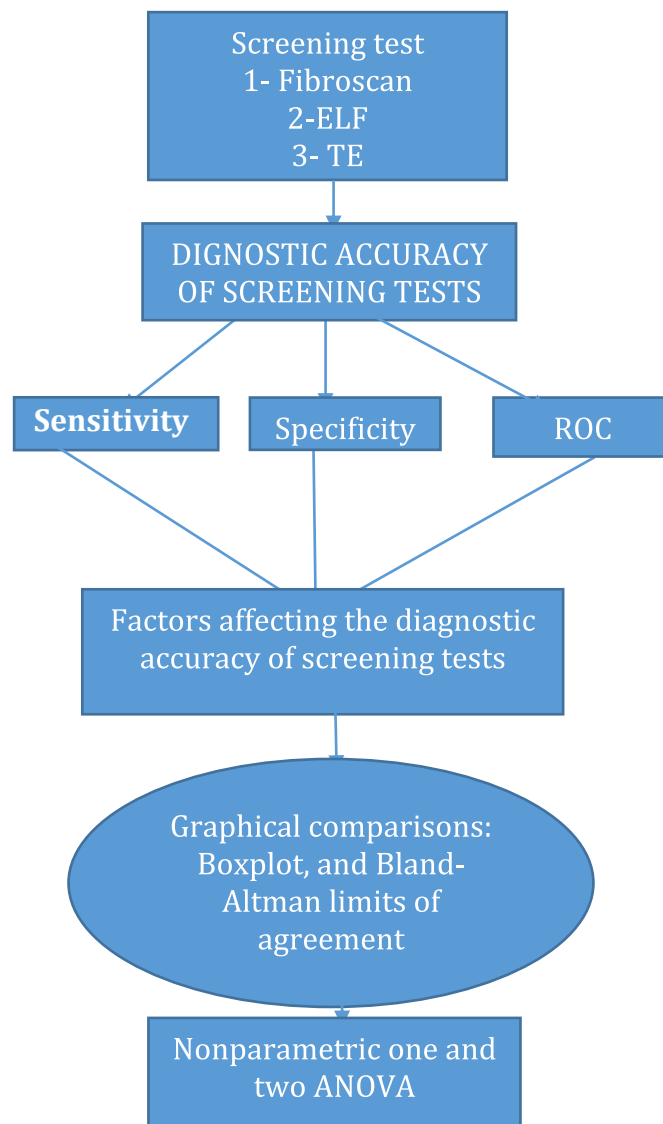 Screening test
1- Fibroscan
2-ELF
3- TE
DIGNOSTIC ACCURACY
OF SCREENING TESTS
Sensitivity
Specificity
ROC
Factors affecting the diagnostic
accuracy of screening tests
Graphical comparisons:
Boxplot, and Bland-
Altman limits of
agreement
Nonparametric one and
two ANOVA